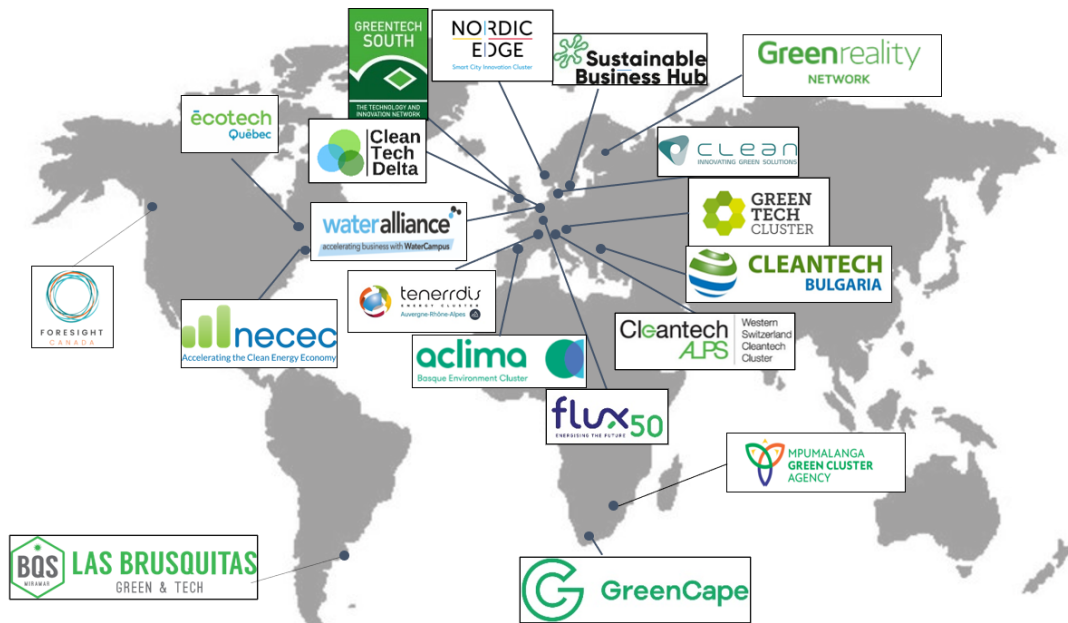 GREENTECH
SOUTH
THE TECHNOLOGY AND
INNOVATION NETWORK
NORDIC
EDGE
Smart City Innovation Cluster
Sustainable
Business Hub
Greenreality
NETWORK
ēcotech
Québec
Clean
Tech
Delta
clean
INNOVATING GREEN SOLUTIONS
GREEN
TECH
CLUSTER
wateralliance
accelerating business with WaterCampus
CLEANTECH
BULGARIA
FORESIGHT
CANADA
necec
Accelerating the Clean Energy Economy
tenerrdis
ENERGY CLUSTER
Auvergne-Rhône-Alpes
Cleantech
ALPS
Western
Switzerland
Cleantech
Cluster
aclima
Basque Environment Cluster
flux50
ENERGISING THE FUTURE
MPUMALANGA
GREEN CLUSTER
AGENCY
BQS
MIRAMAR
LAS BRUSQUITAS
GREEN & TECH
GreenCape